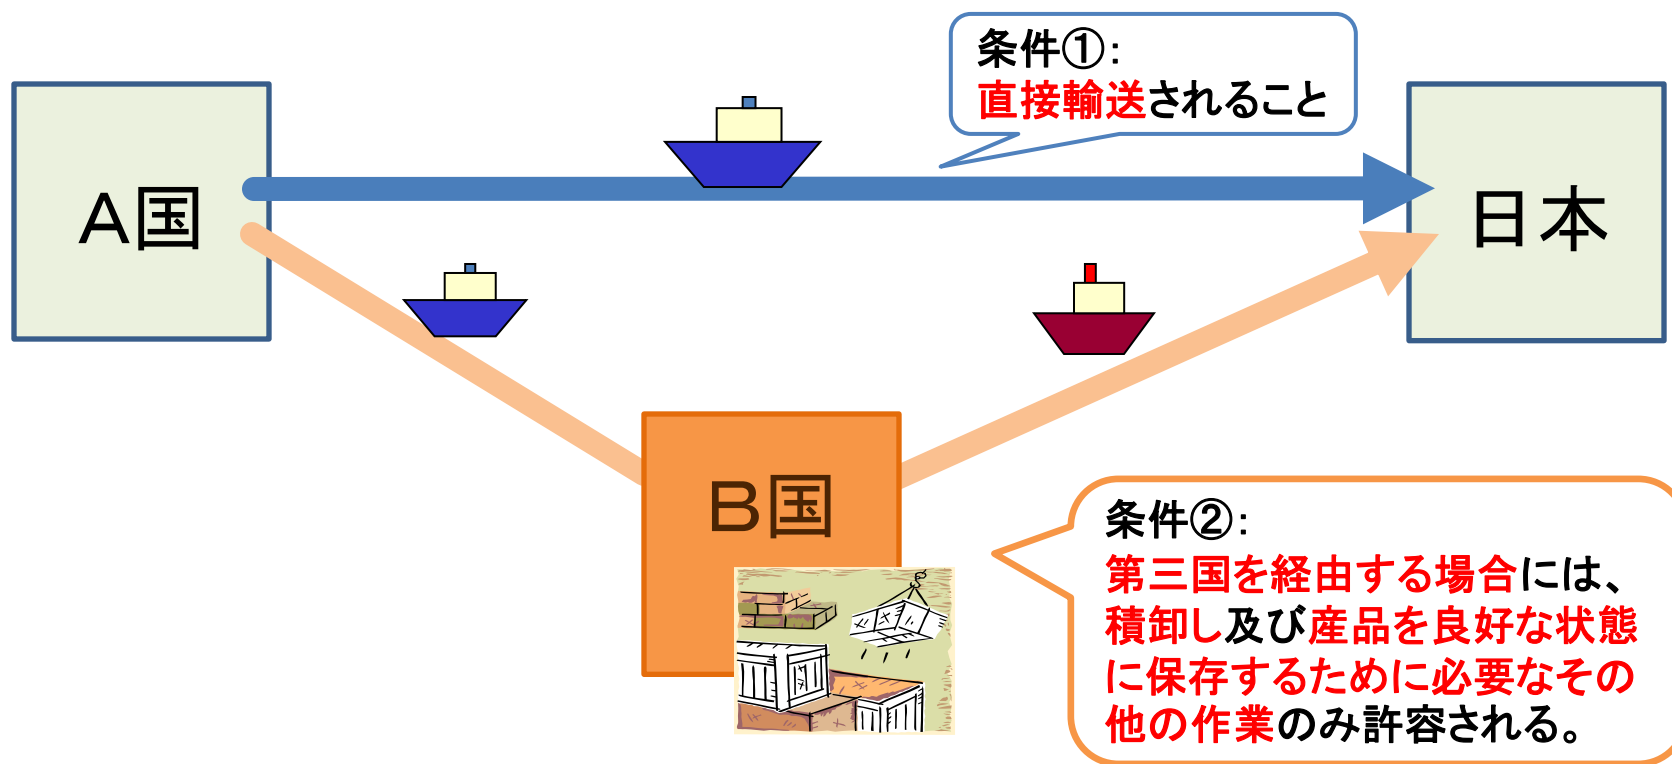 条件①：
直接輸送されること
A国
日本
B国
条件②：
第三国を経由する場合には、
積卸し及び産品を良好な状態
に保存するために必要なその
他の作業のみ許容される。